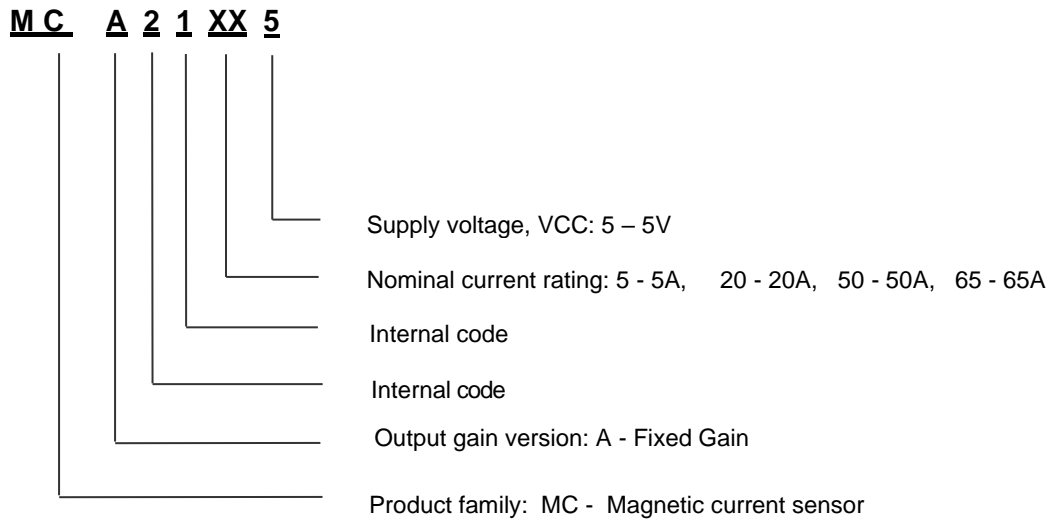 MC A 2 1 XX 5
Supply voltage, VCC: 5 – 5V
Nominal current rating: 5 - 5A, 20 - 20A, 50 - 50A, 65 - 65A
Internal code
Internal code
Output gain version: A - Fixed Gain
Product family: MC - Magnetic current sensor